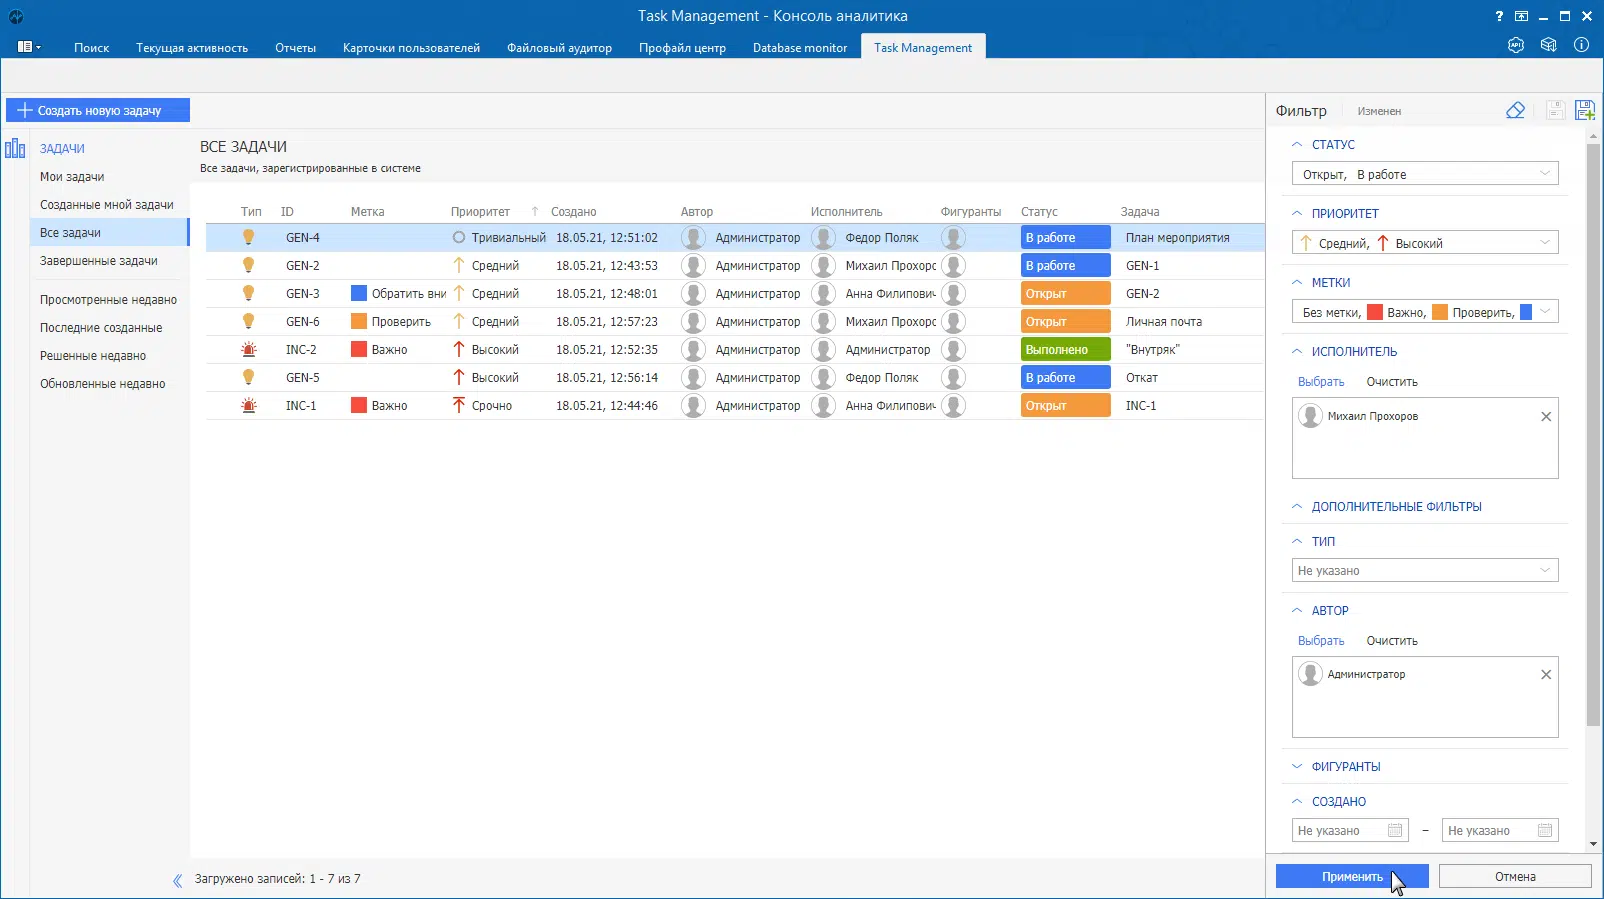 Task Management - Консоль аналитика
Поиск Текущая активность Отчеты Карточки пользователей Файловый аудитор Профайл центр Database monitor Task Management
API
Создать новую задачу
ЗАДАЧИ
Мои задачи
Созданные мной задачи
Все задачи
Завершенные задачи
Просмотренные недавно
Последние созданные
Решенные недавно
Обновленные недавно
ВСЕ ЗАДАЧИ
Все задачи, зарегистрированные в системе
Тип ID Метка Приоритет Создано Автор Исполнитель Фигуранты Статус Задача
GEN-4 Тривиальный 18.05.21, 12:51:02 Администратор Федор Поляк В работе План мероприятия
GEN-2 Средний 18.05.21, 12:43:53 Администратор Михаил Прохорс В работе GEN-1
GEN-3 Обратить вни Средний 18.05.21, 12:48:01 Администратор Анна Филипович Открыт GEN-2
GEN-6 Проверить Средний 18.05.21, 12:57:23 Администратор Михаил Прохорс Открыт Личная почта
INC-2 Важно Высокий 18.05.21, 12:52:35 Администратор Администратор Выполнено "Внутряк"
GEN-5 Высокий 18.05.21, 12:56:14 Администратор Федор Поляк В работе Откат
INC-1 Важно Срочно 18.05.21, 12:44:46 Администратор Анна Филипович Открыт INC-1
Загружено записей: 1 - 7 из 7
Фильтр Изменен
СТАТУС
Открыт, В работе
ПРИОРИТЕТ
Средний, Высокий
МЕТКИ
Без метки, Важно, Проверить,
ИСПОЛНИТЕЛЬ
Выбрать Очистить
Михаил Прохоров
ДОПОЛНИТЕЛЬНЫЕ ФИЛЬТРЫ
ТИП
Не указано
АВТОР
Выбрать Очистить
Администратор
ФИГУРАНТЫ
СОЗДАНО
Не указано – Не указано
Применить Отмена